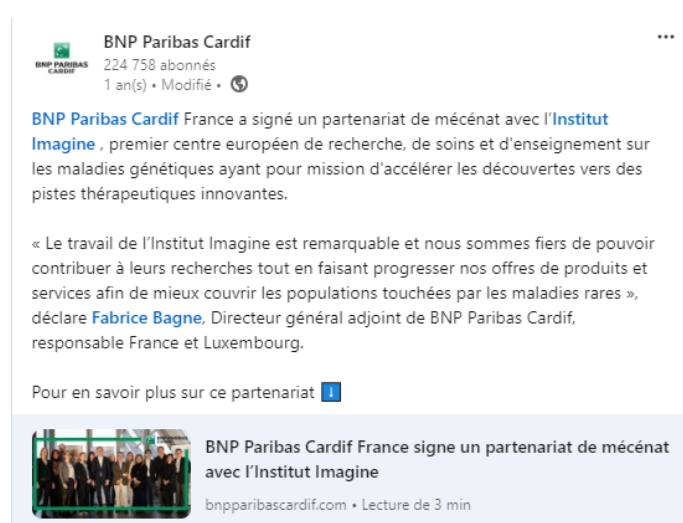 BNP Paribas Cardif
BNP PARIBAS
CARDIF
224 758 abonnés
1 an(s) • Modifié •
BNP Paribas Cardif France a signé un partenariat de mécénat avec l'Institut
Imagine , premier centre européen de recherche, de soins et d'enseignement sur
les maladies génétiques ayant pour mission d'accélérer les découvertes vers des
pistes thérapeutiques innovantes.
« Le travail de l'Institut Imagine est remarquable et nous sommes fiers de pouvoir
contribuer à leurs recherches tout en faisant progresser nos offres de produits et
services afin de mieux couvrir les populations touchées par les maladies rares »,
déclare Fabrice Bagne, Directeur général adjoint de BNP Paribas Cardif,
responsable France et Luxembourg.
Pour en savoir plus sur ce partenariat ⬇️
BNP Paribas Cardif France signe un partenariat de mécénat
avec l'Institut Imagine
bnpparibascardif.com • Lecture de 3 min